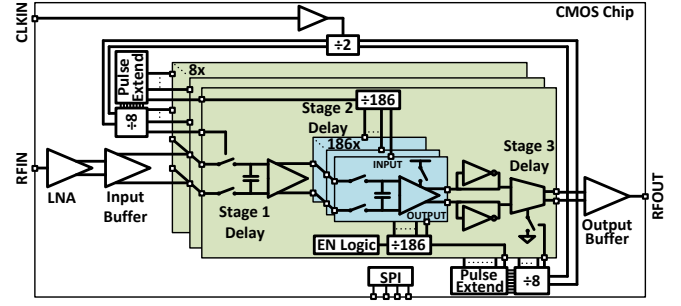 CLKIN
CMOS Chip
÷2
Pulse
Extend
÷8
8x
÷186
Stage 2
Delay
186x
INPUT
Stage 3
Delay
RFIN
LNA
Input
Buffer
Stage 1
Delay
OUTPUT
EN Logic
÷186
Output
Buffer
RFOUT
SPI
Pulse
Extend
÷8